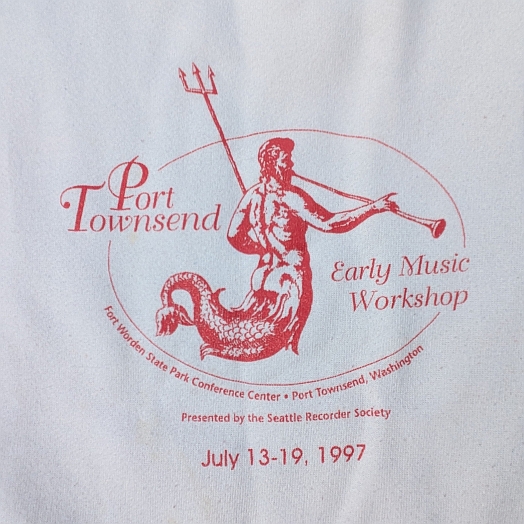 Port
Townsend
Early Music
Workshop
Fort Worden State Park Conference Center • Port Townsend, Washington
Presented by the Seattle Recorder Society
July 13-19, 1997